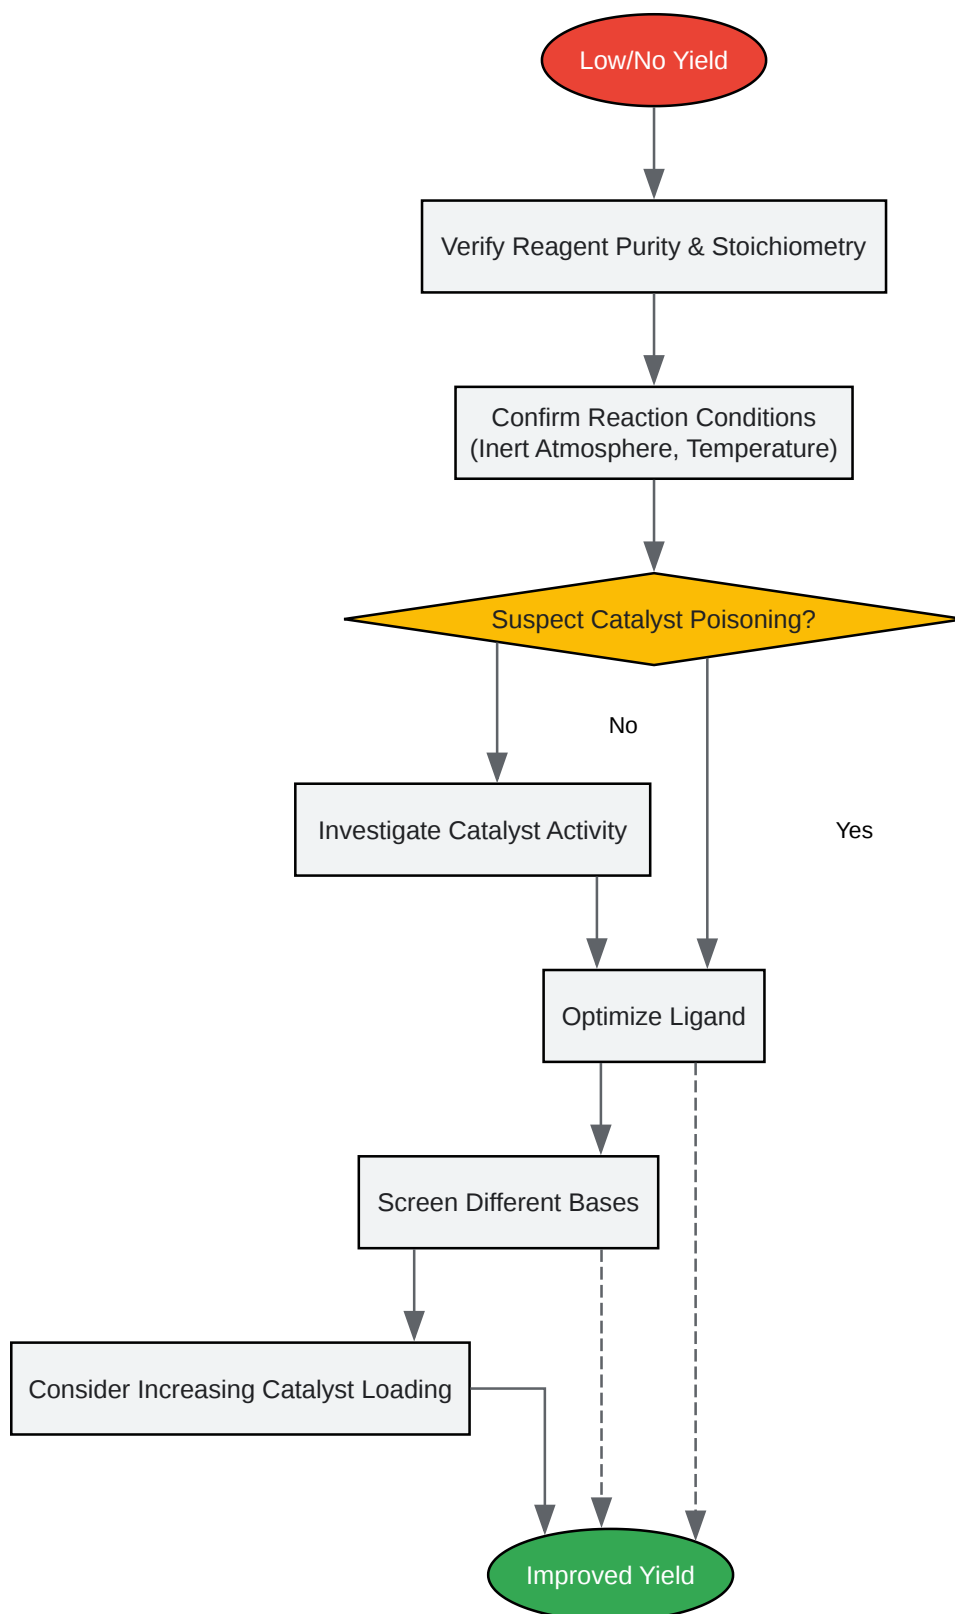 Low/No Yield
Verify Reagent Purity & Stoichiometry
Confirm Reaction Conditions
(Inert Atmosphere, Temperature)
Suspect Catalyst Poisoning?
No
Investigate Catalyst Activity
Yes
Optimize Ligand
Screen Different Bases
Consider Increasing Catalyst Loading
Improved Yield